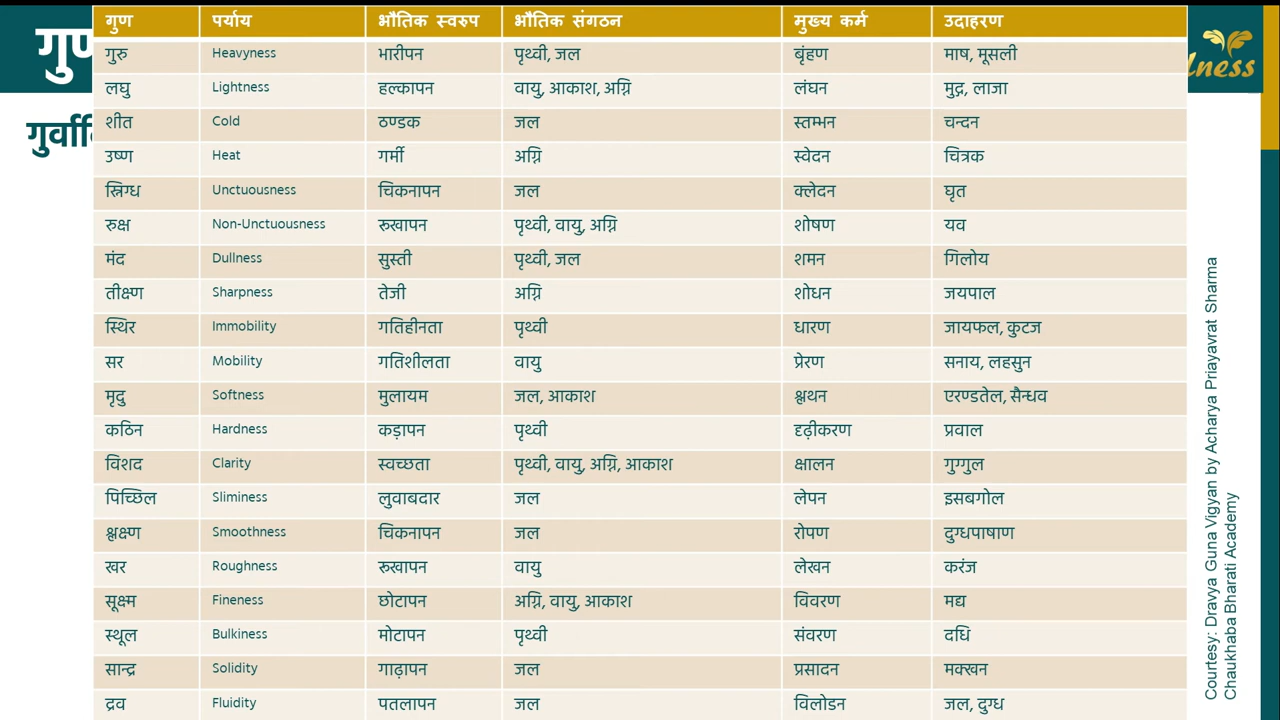 गुण पर्याय भौतिक स्वरुप भौतिक संगठन मुख्य कर्म उदाहरण
गुरु Heavyness भारीपन पृथ्वी, जल बृंहण माष, मूसली
लघु Lightness हल्कापन वायु, आकाश, अग्नि लंघन मुद्ग, लाजा
शीत Cold ठण्डक जल स्तम्भन चन्दन
उष्ण Heat गर्मी अग्नि स्वेदन चित्रक
स्निग्ध Unctuousness चिकनापन जल क्लेदन घृत
रुक्ष Non-Unctuousness रूखापन पृथ्वी, वायु, अग्नि शोषण यव
मंद Dullness सुस्ती पृथ्वी, जल शमन गिलोय
तीक्ष्ण Sharpness तेजी अग्नि शोधन जयपाल
स्थिर Immobility गतिहीनता पृथ्वी धारण जायफल, कुटज
सर Mobility गतिशीलता वायु प्रेरण सनाय, लहसुन
मृदु Softness मुलायम जल, आकाश श्लथन एरण्डतेल, सैन्धव
कठिन Hardness कड़ापन पृथ्वी दृढ़ीकरण प्रवाल
विशद Clarity स्वच्छता पृथ्वी, वायु, अग्नि, आकाश क्षालन गुग्गुल
पिच्छिल Sliminess लुवाबदार जल लेपन इसबगोल
श्लक्ष्ण Smoothness चिकनापन जल रोपण दुग्धपाषाण
खर Roughness रूखापन वायु लेखन करंज
सूक्ष्म Fineness छोटापन अग्नि, वायु, आकाश विवरण मद्य
स्थूल Bulkiness मोटापन पृथ्वी संवरण दधि
सान्द्र Solidity गाढ़ापन जल प्रसादन मक्खन
द्रव Fluidity पतलापन जल विलोडन जल, दुग्ध
Courtesy: Dravya Guna Vigyan by Acharya Priayavrat Sharma
Chaukhaba Bharati Academy